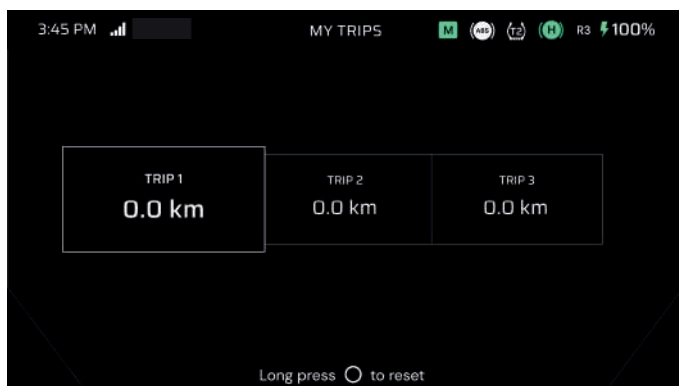 3:45 PM MY TRIPS M (ABS) (T2) (H) R3 100%
TRIP 1 TRIP 2 TRIP 3
0.0 km 0.0 km 0.0 km
Long press to reset